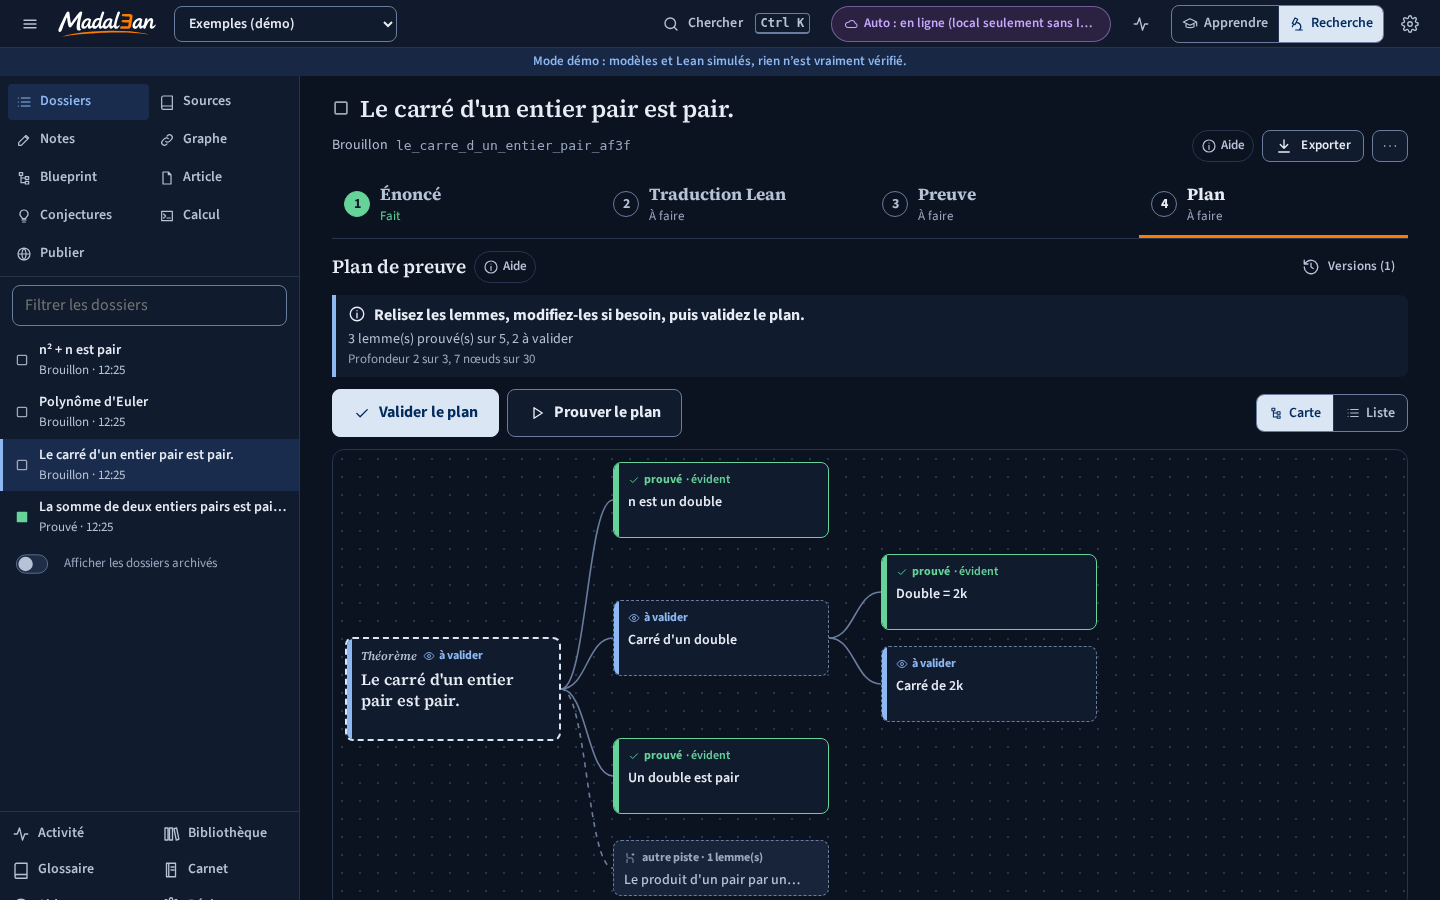 Madal3an
Exemples (démo)
Chercher
Ctrl K
Auto : en ligne (local seulement sans I…
Apprendre
Recherche
Mode démo : modèles et Lean simulés, rien n'est vraiment vérifié.
Dossiers
Sources
Notes
Graphe
Blueprint
Article
Conjectures
Calcul
Publier
Filtrer les dossiers
n² + n est pair
Brouillon · 12:25
Polynôme d'Euler
Brouillon · 12:25
Le carré d'un entier pair est pair.
Brouillon · 12:25
La somme de deux entiers pairs est pai…
Prouvé · 12:25
Afficher les dossiers archivés
Activité
Bibliothèque
Glossaire
Carnet
Le carré d'un entier pair est pair.
Brouillon le_carre_d_un_entier_pair_af3f
Aide
Exporter
···
1 Énoncé
Fait
2 Traduction Lean
À faire
3 Preuve
À faire
4 Plan
À faire
Plan de preuve
Aide
Versions (1)
Relisez les lemmes, modifiez-les si besoin, puis validez le plan.
3 lemme(s) prouvé(s) sur 5, 2 à valider
Profondeur 2 sur 3, 7 nœuds sur 30
Valider le plan
Prouver le plan
Carte
Liste
prouvé · évident
n est un double
prouvé · évident
Double = 2k
à valider
Carré d'un double
Théorème à valider
Le carré d'un entier
pair est pair.
à valider
Carré de 2k
prouvé · évident
Un double est pair
autre piste · 1 lemme(s)
Le produit d'un pair par un…